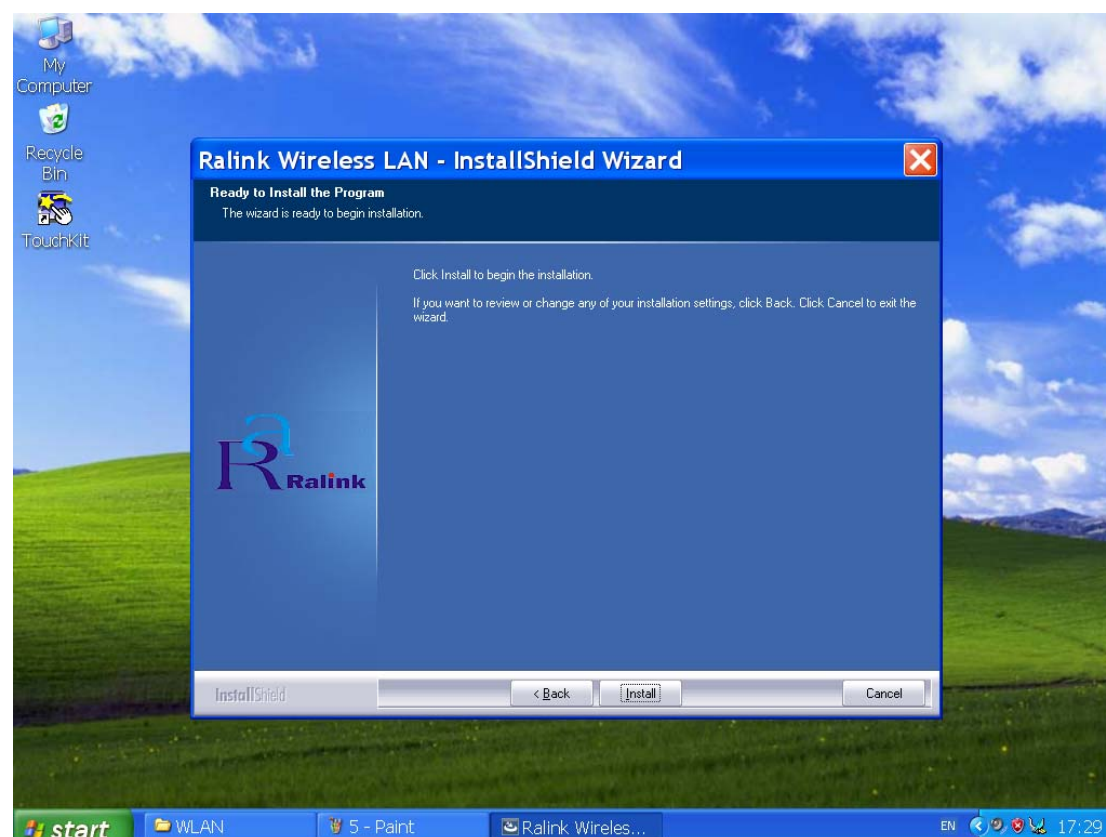 My
Computer
Recycle
Bin
TouchKit
Ralink Wireless LAN - InstallShield Wizard
Ready to Install the Program
The wizard is ready to begin installation.
Click Install to begin the installation.
If you want to review or change any of your installation settings, click Back. Click Cancel to exit the
wizard.
Ralink
InstallShield
< Back
Install
Cancel
start
WLAN
5 - Paint
Ralink Wireles...
EN
17:29